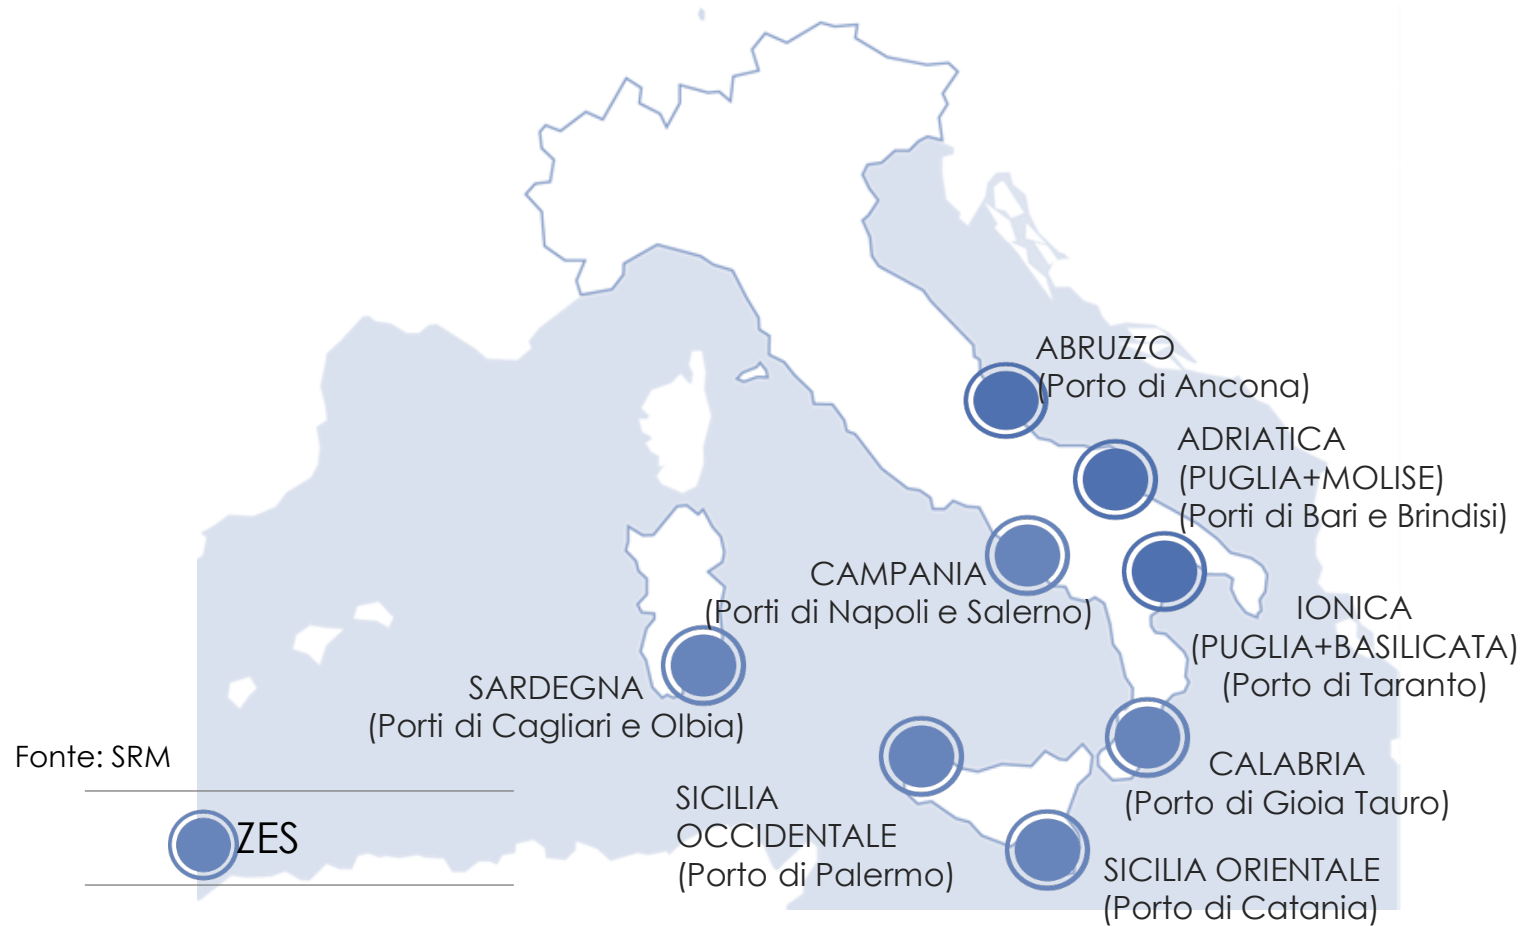 ABRUZZO
(Porto di Ancona)
ADRIATICA
(PUGLIA+MOLISE)
(Porti di Bari e Brindisi)
CAMPANIA
(Porti di Napoli e Salerno)
IONICA
(PUGLIA+BASILICATA)
(Porto di Taranto)
SARDEGNA
(Porti di Cagliari e Olbia)
Fonte: SRM
ZES
CALABRIA
(Porto di Gioia Tauro)
SICILIA
OCCIDENTALE
(Porto di Palermo)
SICILIA ORIENTALE
(Porto di Catania)